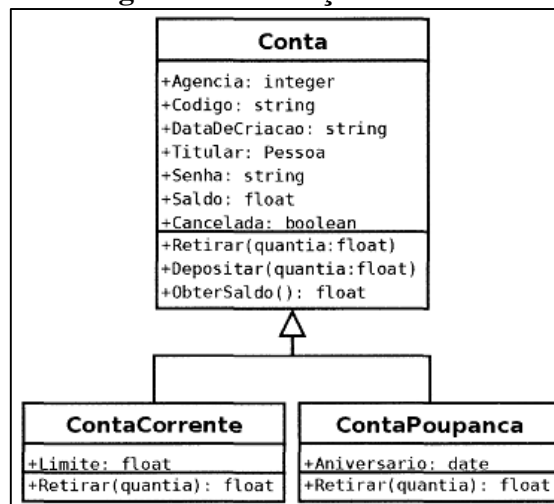 Conta
+Agencia: integer
+Codigo: string
+DataDeCriacao: string
+Titular: Pessoa
+Senha: string
+Saldo: float
+Cancelada: boolean
+Retirar(quantia:float)
+Depositar(quantia:float)
+ObterSaldo(): float
ContaCorrente
+Limite: float
+Retirar(quantia): float
ContaPoupanca
+Aniversario: date
+Retirar(quantia): float